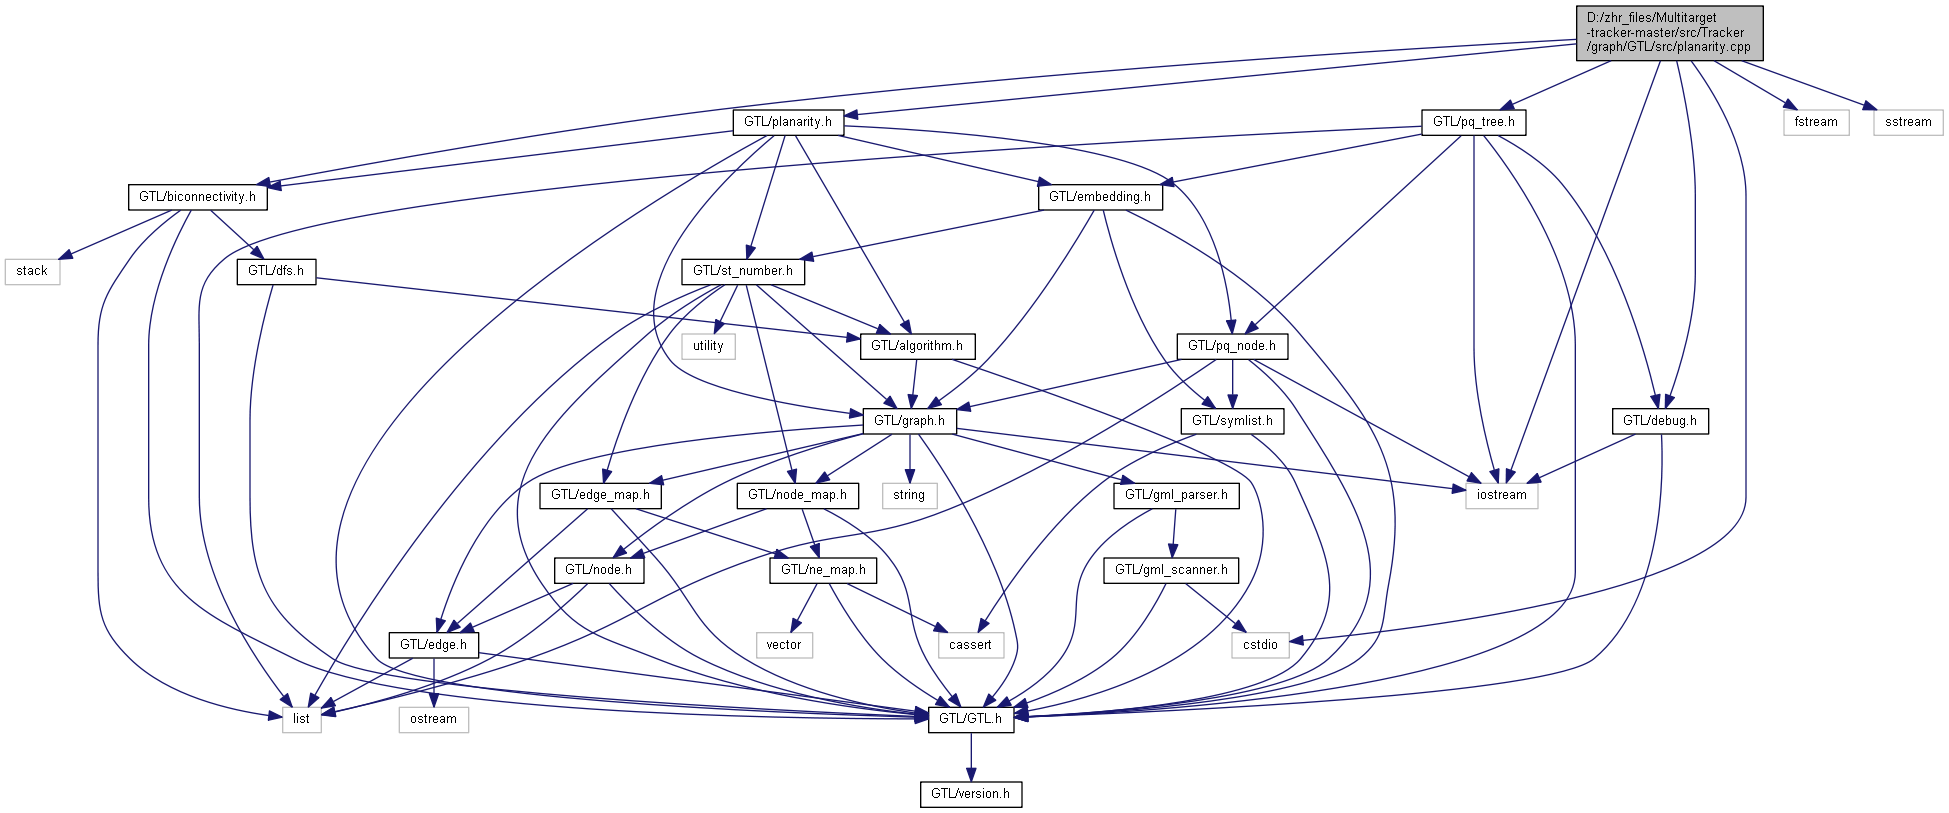 D:/zhr_files/Multitarget
-tracker-master/src/Tracker
/graph/GTL/src/planarity.cpp
GTL/planarity.h
GTL/pq_tree.h
fstream
sstream
GTL/biconnectivity.h
GTL/embedding.h
stack
GTL/dfs.h
GTL/st_number.h
utility
GTL/algorithm.h
GTL/pq_node.h
GTL/graph.h
GTL/symlist.h
GTL/debug.h
GTL/edge_map.h
GTL/node_map.h
string
GTL/gml_parser.h
iostream
GTL/node.h
GTL/ne_map.h
GTL/gml_scanner.h
GTL/edge.h
vector
cassert
cstdio
list
ostream
GTL/GTL.h
GTL/version.h